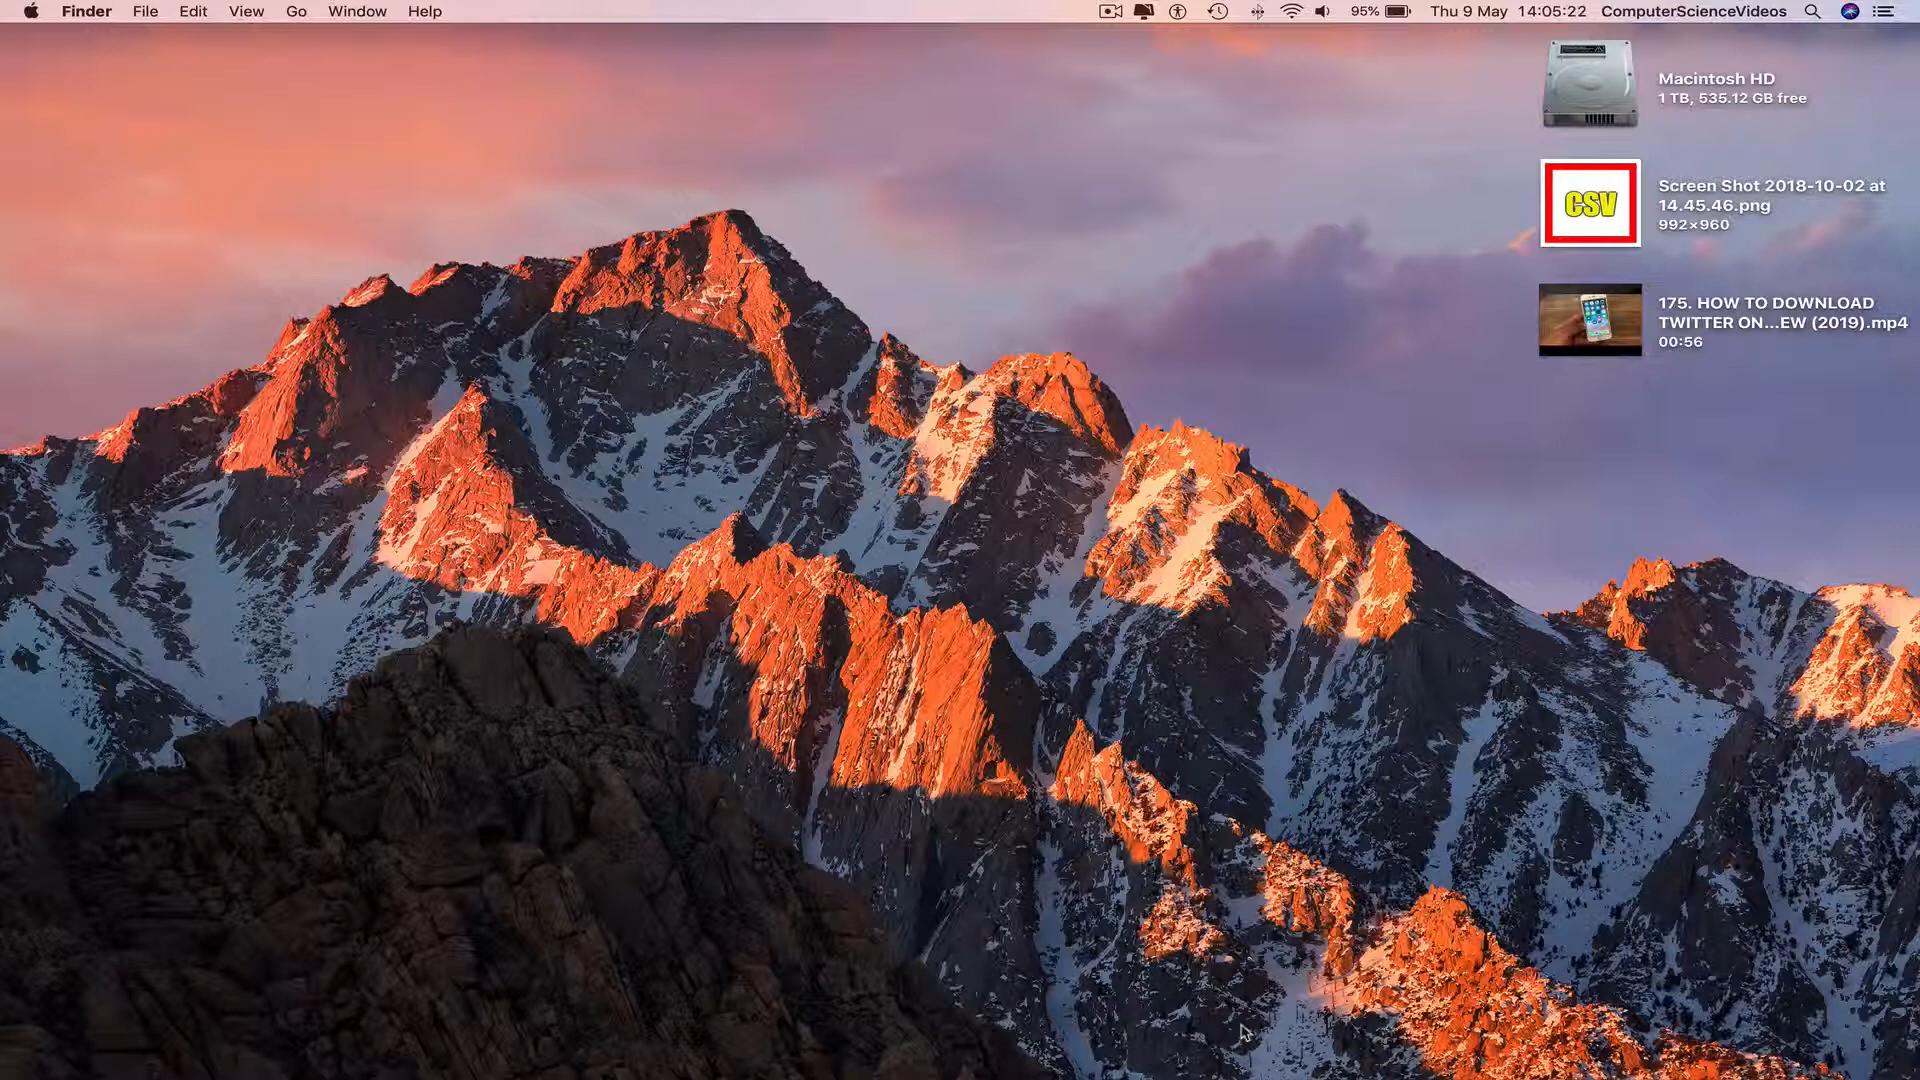 Finder File Edit View Go Window Help 95% Thu 9 May 14:05:22 ComputerScienceVideos
Macintosh HD
1 TB, 535.12 GB free
CSV
Screen Shot 2018-10-02 at
14.45.46.png
992×960
175. HOW TO DOWNLOAD
TWITTER ON...EW (2019).mp4
00:56